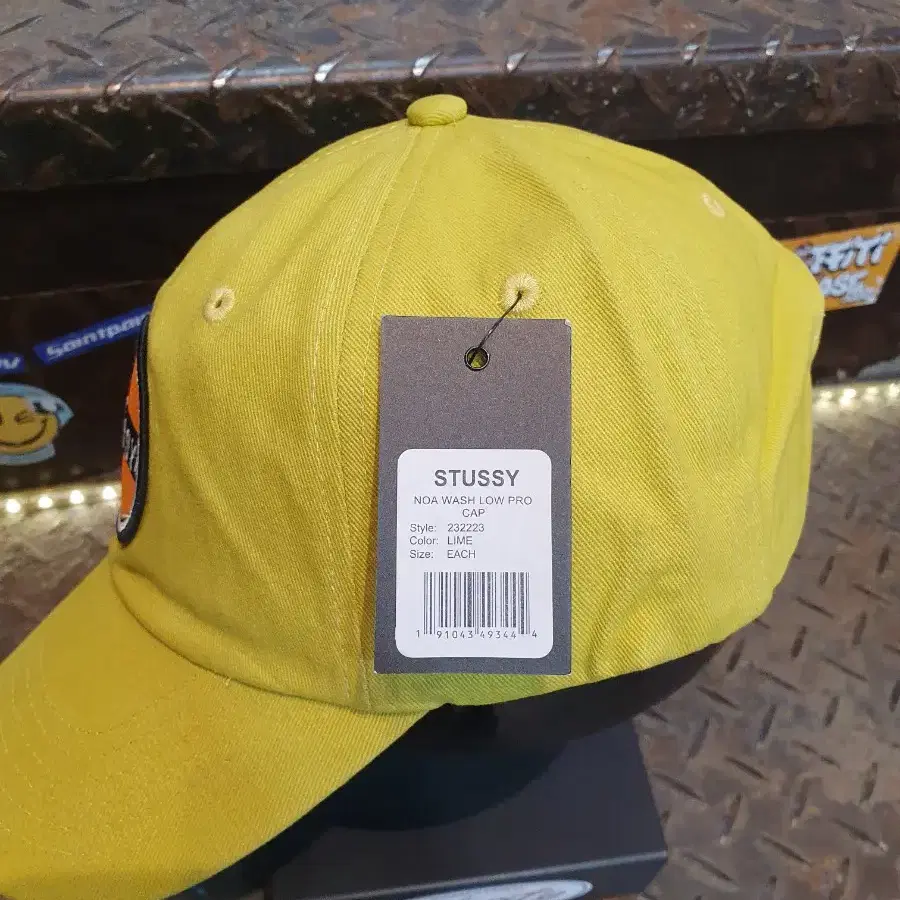 STUSSY
NOA WASH LOW PRO
CAP
Style: 232223
Color: LIME
Size: EACH
1 91043 49344 4